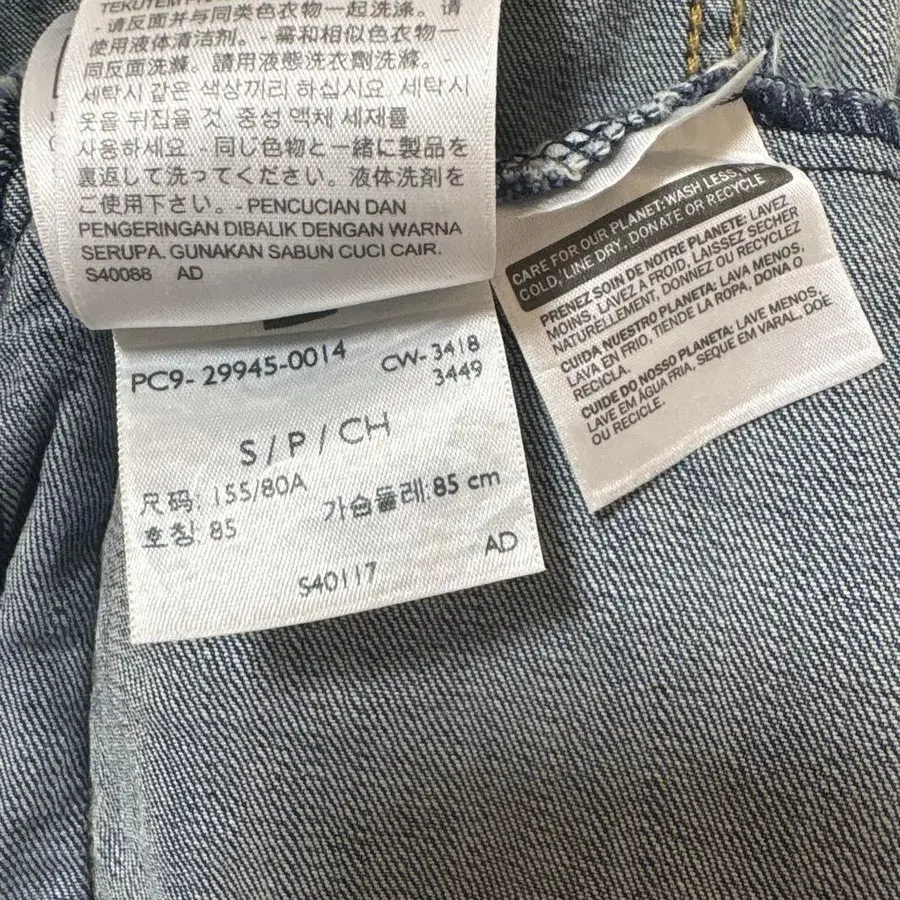 TEKUTÉM
- 请反面并与同类色衣物一起洗涤。请
使用液体清洁剂。- 需和相似色衣物一
同反面洗滌。請用液態洗衣劑洗滌。-
세탁시 같은 색상끼리 하십시요. 세탁시
옷을 뒤집을 것. 중성 액체 세제를
사용하세요. - 同じ色物と一緒に製品を
裏返して洗ってください。液体洗剤を
ご使用下さい。- PENCUCIAN DAN
PENGERINGAN DIBALIK DENGAN WARNA
SERUPA. GUNAKAN SABUN CUCI CAIR.
S40088 AD
PC9- 29945-0014 CW- 3418
3449
S / P / CH
尺码: 155/80A
호칭: 85 가슴둘레: 85 cm
S40117 AD
CARE FOR OUR PLANET: WASH LESS,
COLD, LINE DRY, DONATE OR RECYCLE
PRENEZ SOIN DE NOTRE PLANETE: LAVEZ
MOINS, LAVEZ A FROID, LAISSEZ SECHER
NATURELLEMENT, DONNEZ OU RECYCLEZ
CUIDA NUESTRO PLANETA: LAVA MENOS,
LAVA EN FRIO, TIENDE LA ROPA, DONA O
RECICLA.
CUIDE DO NOSSO PLANETA: LAVE MENOS,
LAVE EM ÁGUA FRIA, SEQUE EM VARAL, DOE
OU RECICLE.